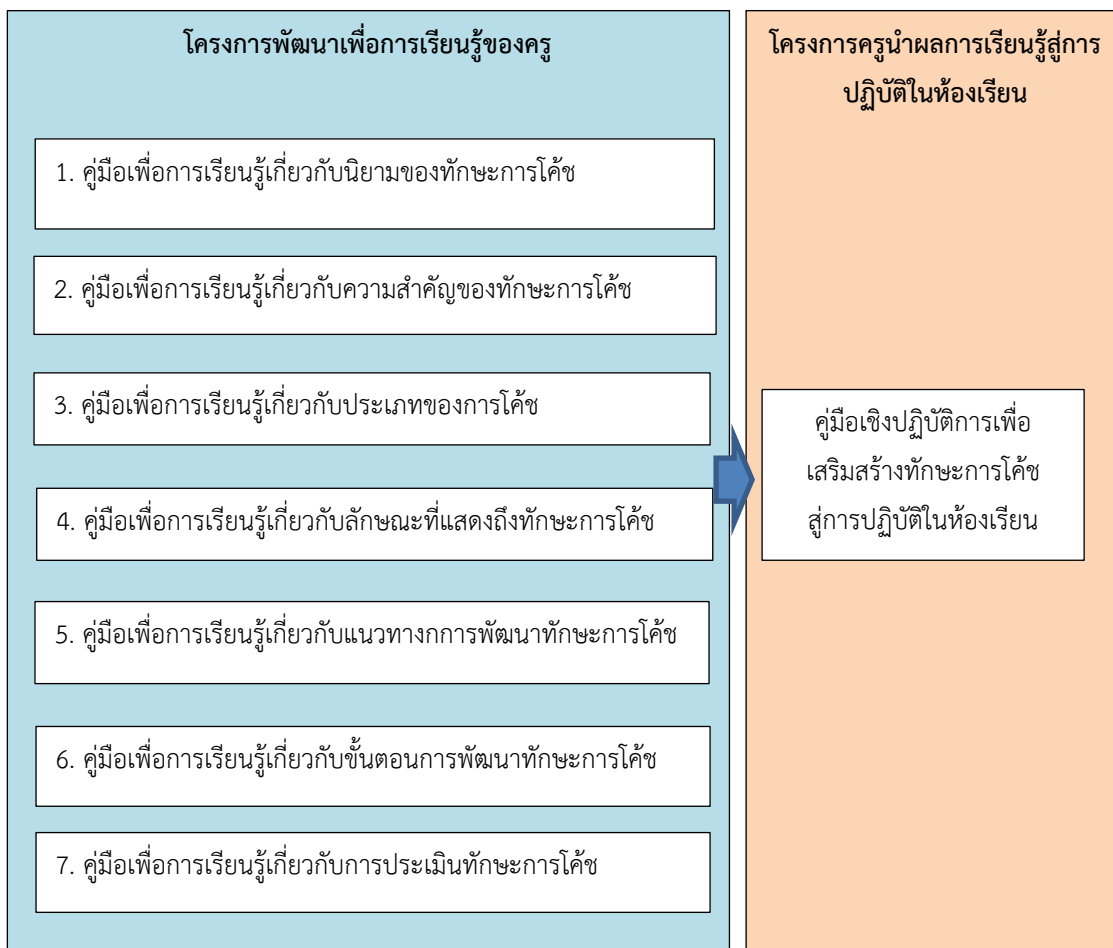 โครงการพัฒนาเพื่อการเรียนรู้ของครู
1. คู่มือเพื่อการเรียนรู้เกี่ยวกับนิยามของทักษะการโค้ช
2. คู่มือเพื่อการเรียนรู้เกี่ยวกับความสำคัญของทักษะการโค้ช
3. คู่มือเพื่อการเรียนรู้เกี่ยวกับประเภทของการโค้ช
4. คู่มือเพื่อการเรียนรู้เกี่ยวกับลักษณะที่แสดงถึงทักษะการโค้ช
5. คู่มือเพื่อการเรียนรู้เกี่ยวกับแนวทางกการพัฒนาทักษะการโค้ช
6. คู่มือเพื่อการเรียนรู้เกี่ยวกับขั้นตอนการพัฒนาทักษะการโค้ช
7. คู่มือเพื่อการเรียนรู้เกี่ยวกับการประเมินทักษะการโค้ช
โครงการครูนำผลการเรียนรู้สู่การ
ปฏิบัติในห้องเรียน
คู่มือเชิงปฏิบัติการเพื่อ
เสริมสร้างทักษะการโค้ช
สู่การปฏิบัติในห้องเรียน